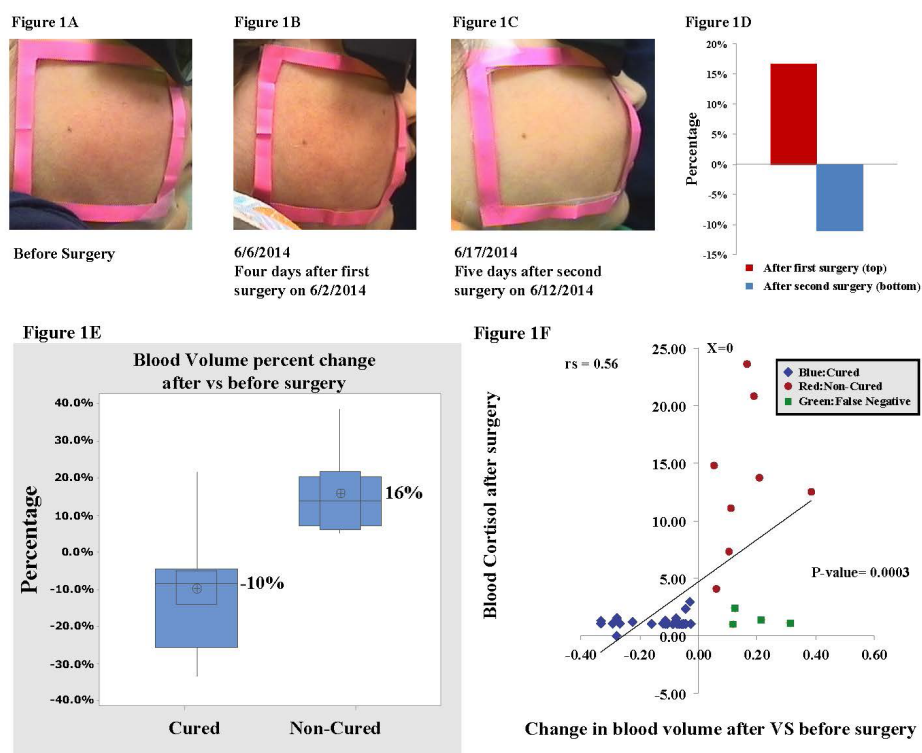 Figure 1A
Figure 1B
Figure 1C
Figure 1D
Before Surgery
6/6/2014
Four days after first
surgery on 6/2/2014
6/17/2014
Five days after second
surgery on 6/12/2014
20%
15%
10%
5%
0%
-5%
-10%
-15%
Percentage
After first surgery (top)
After second surgery (bottom)
Figure 1E
Blood Volume percent change
after vs before surgery
40.0%
30.0%
20.0%
10.0%
0.0%
-10.0%
-20.0%
-30.0%
-40.0%
Percentage
-10%
16%
Cured
Non-Cured
Figure 1F
rs = 0.56
X=0
25.00
20.00
15.00
10.00
5.00
0.00
-5.00
Blood Cortisol after surgery
Blue:Cured
Red:Non-Cured
Green:False Negative
P-value= 0.0003
-0.40
-0.20
0.00
0.20
0.40
0.60
Change in blood volume after VS before surgery